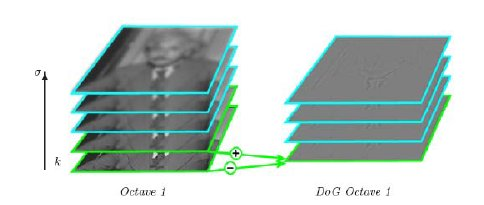 σ
k
+
−
Octave 1
DoG Octave 1